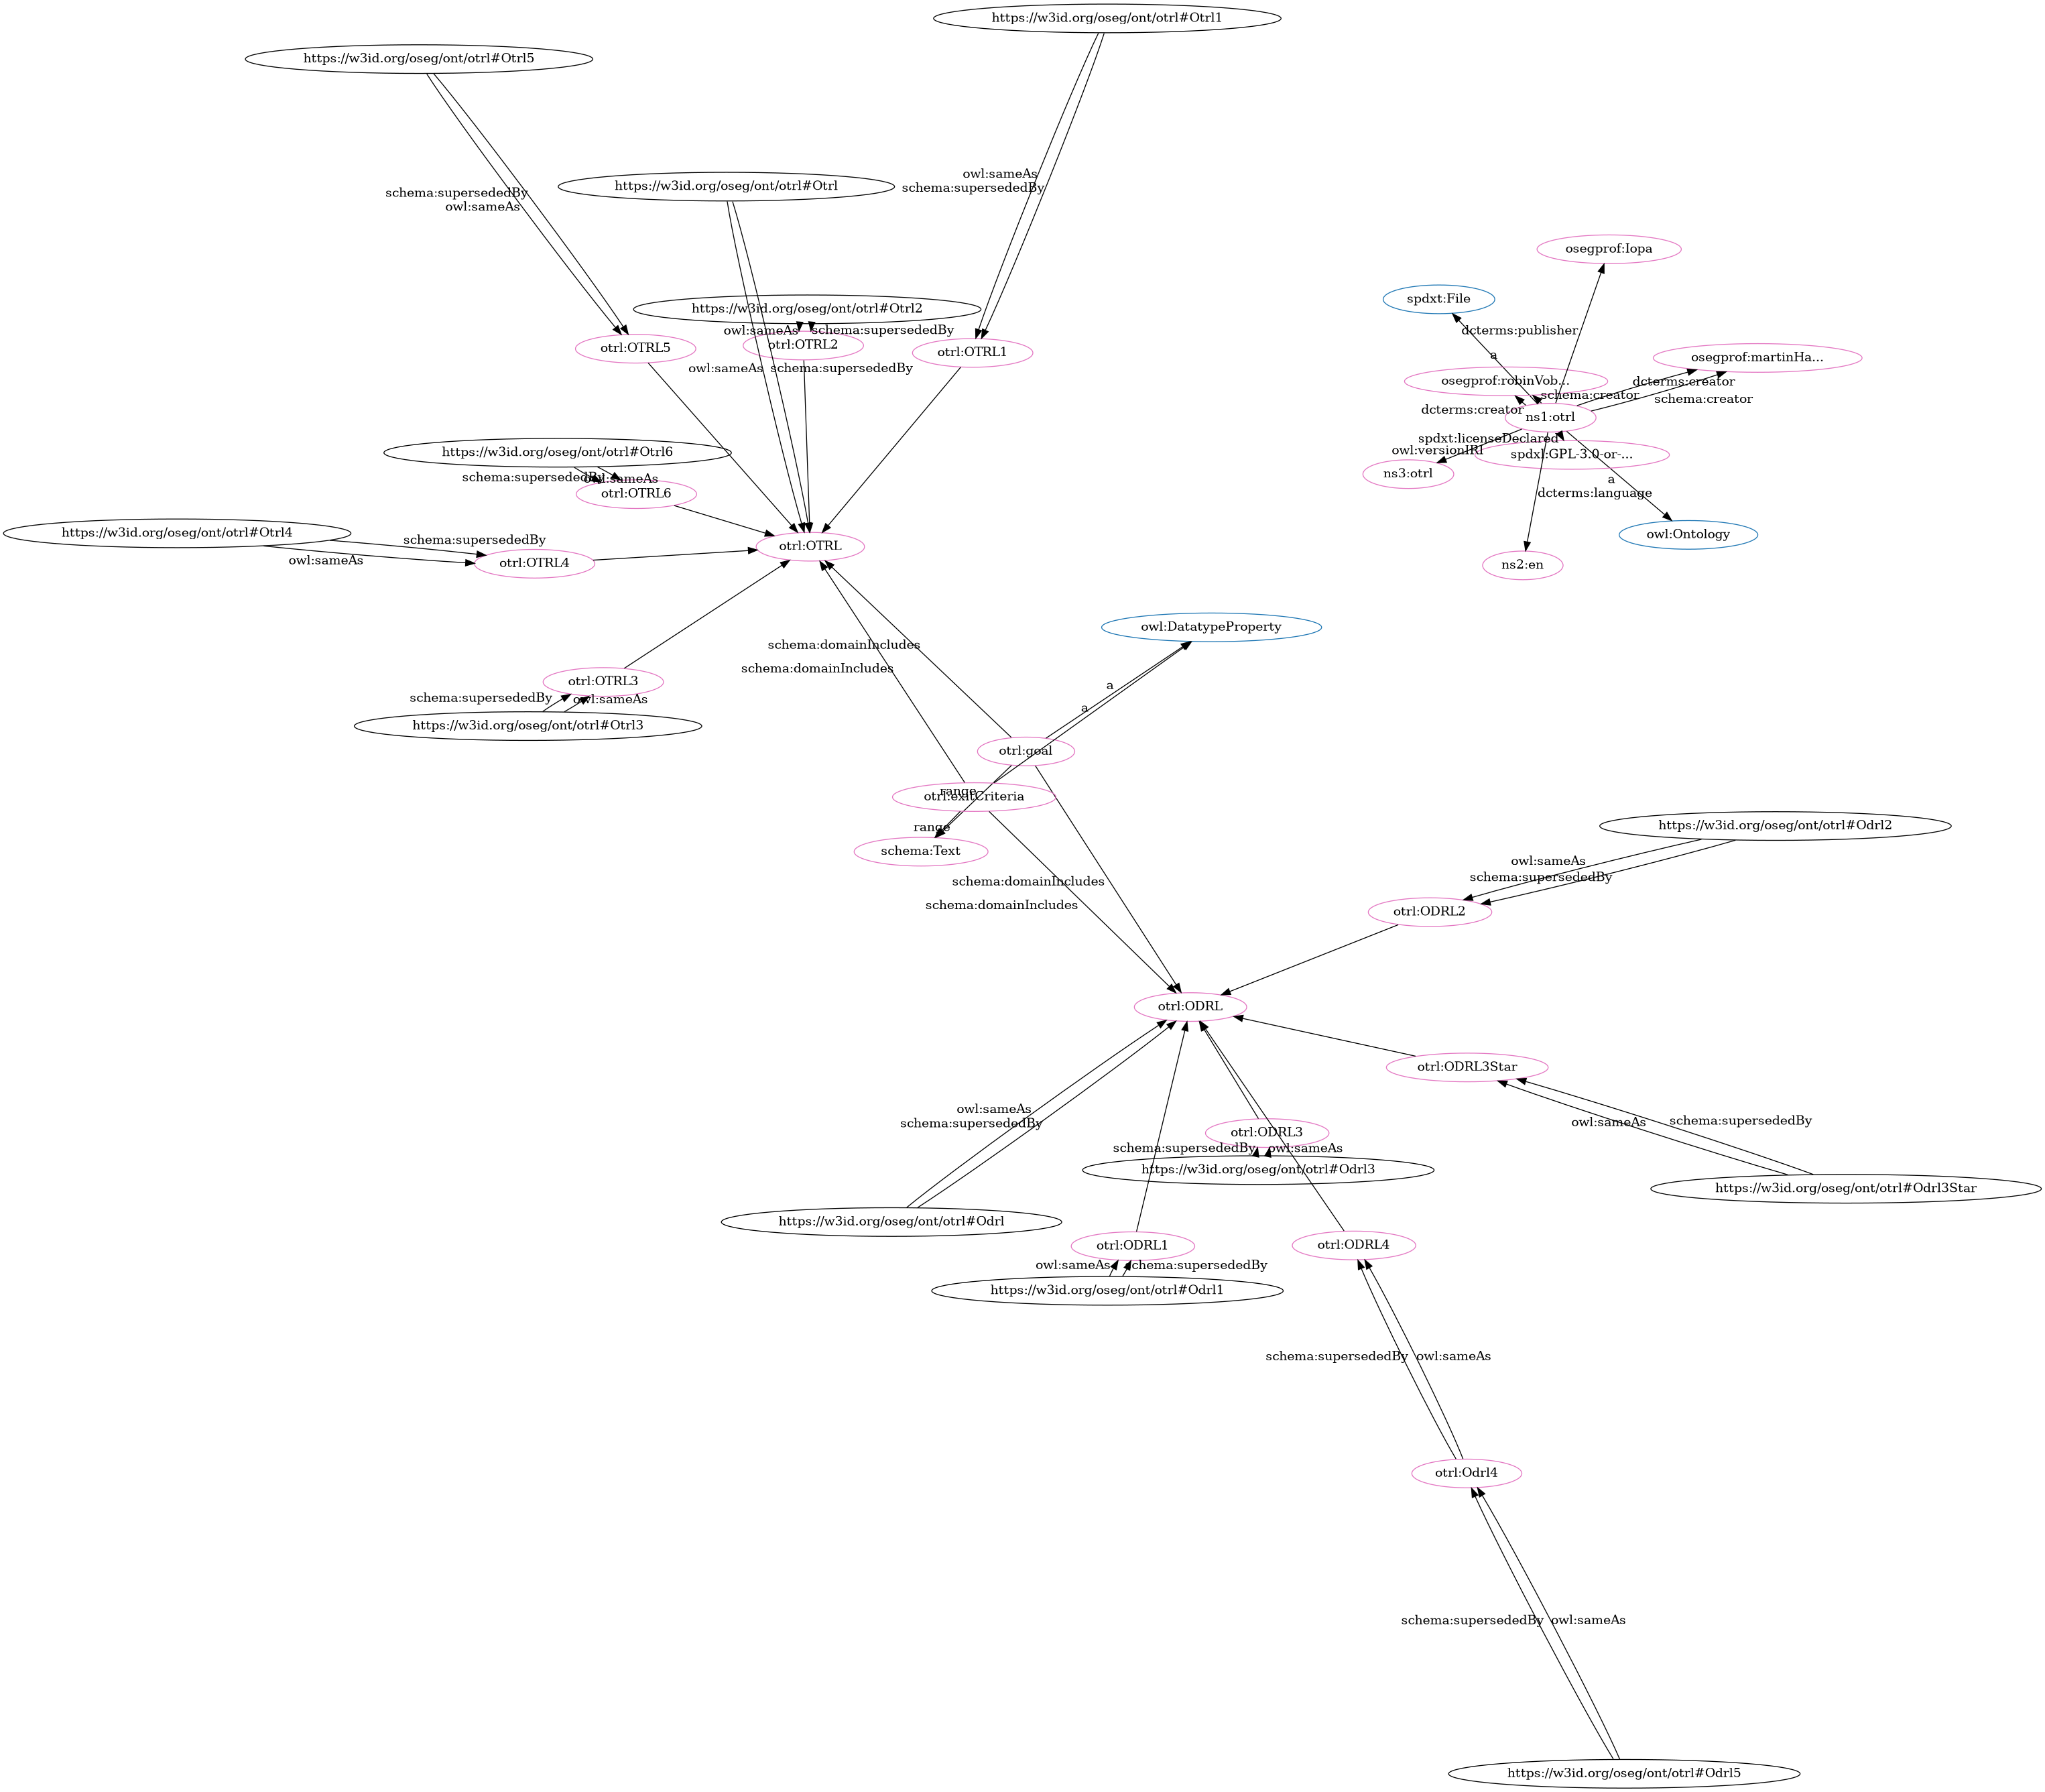 https://w3id.org/oseg/ont/otrl#Otrl1
https://w3id.org/oseg/ont/otrl#Otrl5
owl:sameAs
schema:supersededBy
https://w3id.org/oseg/ont/otrl#Otrl
schema:supersededBy
owl:sameAs
osegprof:Iopa
spdxt:File
https://w3id.org/oseg/ont/otrl#Otrl2
owl:sameAs
schema:supersededBy
dcterms:publisher
otrl:OTRL5
otrl:OTRL2
otrl:OTRL1
a
osegprof:martinHa...
owl:sameAs
schema:supersededBy
osegprof:robinVob...
dcterms:creator
schema:creator
schema:creator
dcterms:creator
ns1:otrl
spdxt:licenseDeclared
owl:versionIRI
https://w3id.org/oseg/ont/otrl#Otrl6
spdxl:GPL-3.0-or-...
schema:supersededBy
owl:sameAs
ns3:otrl
a
otrl:OTRL6
dcterms:language
https://w3id.org/oseg/ont/otrl#Otrl4
schema:supersededBy
otrl:OTRL
owl:Ontology
owl:sameAs
otrl:OTRL4
ns2:en
owl:DatatypeProperty
schema:domainIncludes
schema:domainIncludes
otrl:OTRL3
a
schema:supersededBy
owl:sameAs
a
https://w3id.org/oseg/ont/otrl#Otrl3
otrl:goal
range
otrl:exitCriteria
range
https://w3id.org/oseg/ont/otrl#Odrl2
schema:Text
owl:sameAs
schema:supersededBy
schema:domainIncludes
schema:domainIncludes
otrl:ODRL2
otrl:ODRL
otrl:ODRL3Star
owl:sameAs
schema:supersededBy
owl:sameAs
schema:supersededBy
otrl:ODRL3
schema:supersededBy
owl:sameAs
https://w3id.org/oseg/ont/otrl#Odrl3
https://w3id.org/oseg/ont/otrl#Odrl3Star
https://w3id.org/oseg/ont/otrl#Odrl
otrl:ODRL1
otrl:ODRL4
owl:sameAs
schema:supersededBy
https://w3id.org/oseg/ont/otrl#Odrl1
schema:supersededBy
owl:sameAs
otrl:Odrl4
schema:supersededBy
owl:sameAs
https://w3id.org/oseg/ont/otrl#Odrl5